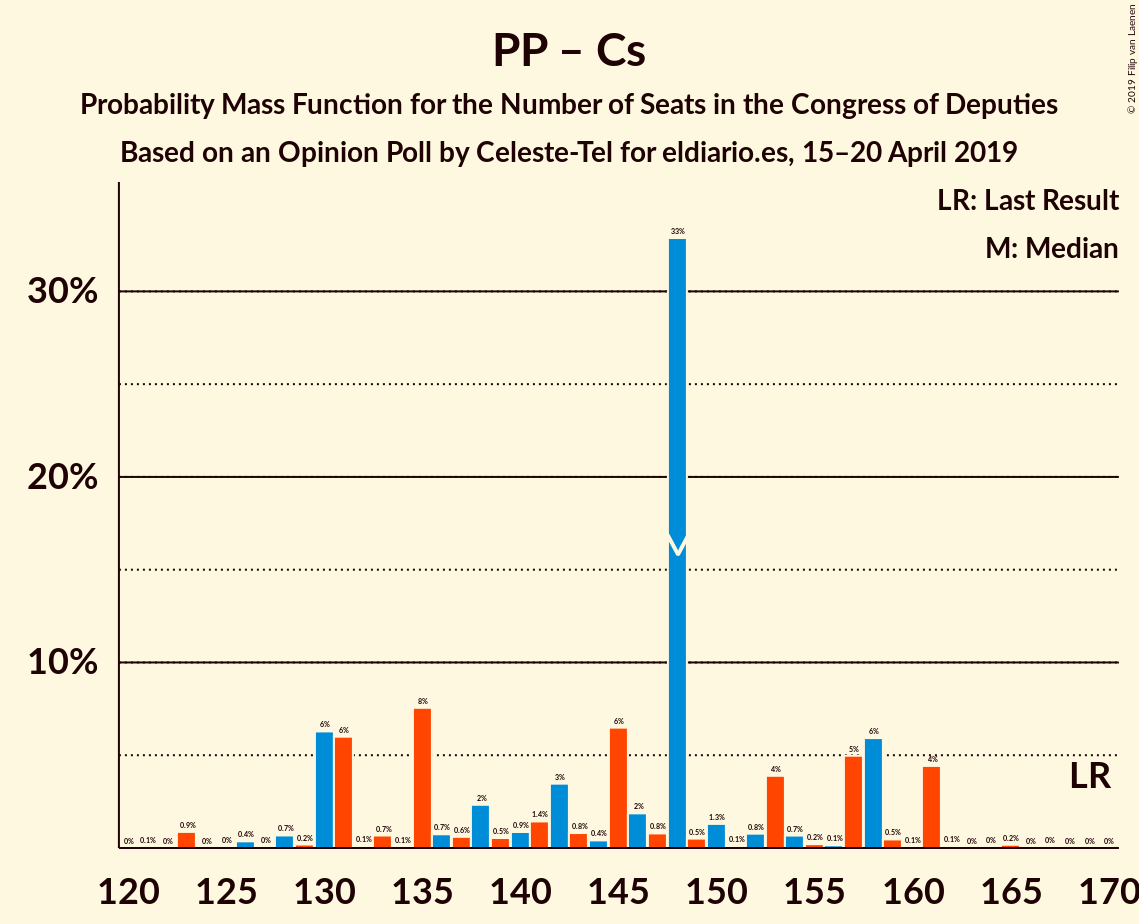 PP – Cs
Probability Mass Function for the Number of Seats in the Congress of Deputies
Based on an Opinion Poll by Celeste-Tel for eldiario.es, 15–20 April 2019
© 2019 Filip van Laenen
LR: Last Result
M: Median
30%
20%
10%
0% 0.1% 0% 0.9% 0% 0% 0.4% 0% 0.7% 0.2% 6% 6% 0.1% 0.7% 0.1% 8% 0.7% 0.6% 2% 0.5% 0.9% 1.4% 3% 0.8% 0.4% 6% 2% 0.8% 33% 0.5% 1.3% 0.1% 0.8% 4% 0.7% 0.2% 0.1% 5% 6% 0.5% 0.1% 4% 0.1% 0% 0% 0.2% 0% 0% 0% 0% 0%
LR
120 125 130 135 140 145 150 155 160 165 170